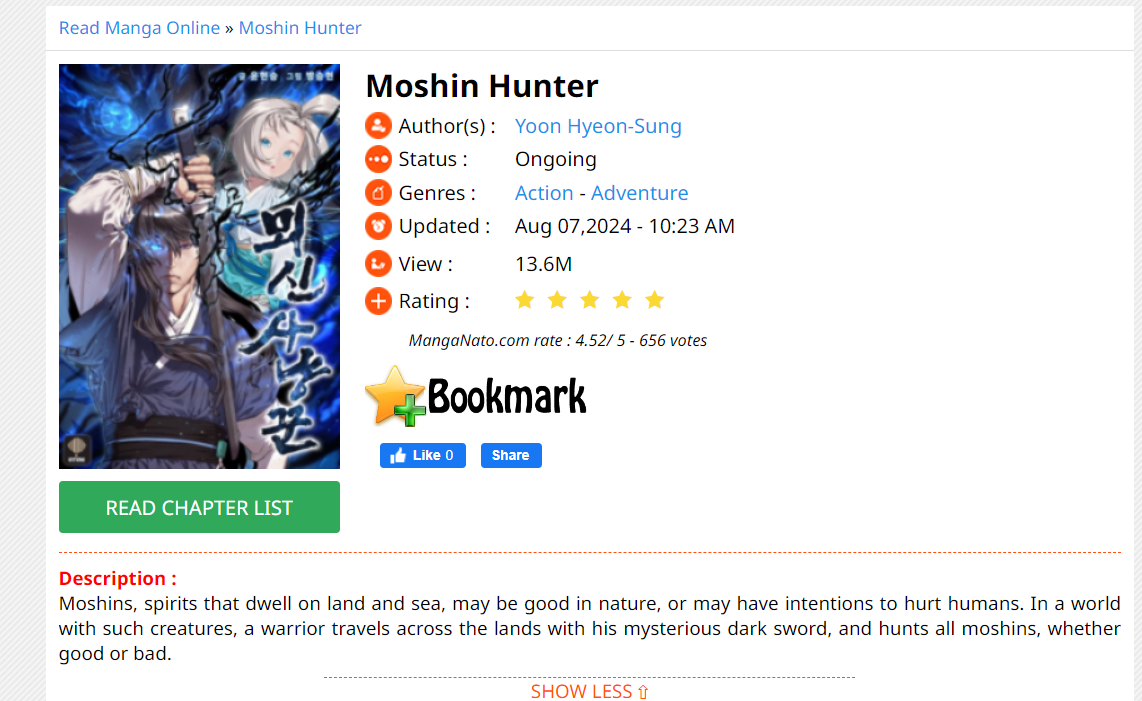 Read Manga Online » Moshin Hunter
Moshin Hunter
Author(s) : Yoon Hyeon-Sung
Status : Ongoing
Genres : Action - Adventure
Updated : Aug 07,2024 - 10:23 AM
View : 13.6M
Rating :
MangaNato.com rate : 4.52/ 5 - 656 votes
Bookmark
Like 0 Share
글 윤현승 그림
뫼신사냥꾼
READ CHAPTER LIST
Description :
Moshins, spirits that dwell on land and sea, may be good in nature, or may have intentions to hurt humans. In a world
with such creatures, a warrior travels across the lands with his mysterious dark sword, and hunts all moshins, whether
good or bad.
SHOW LESS ⇧